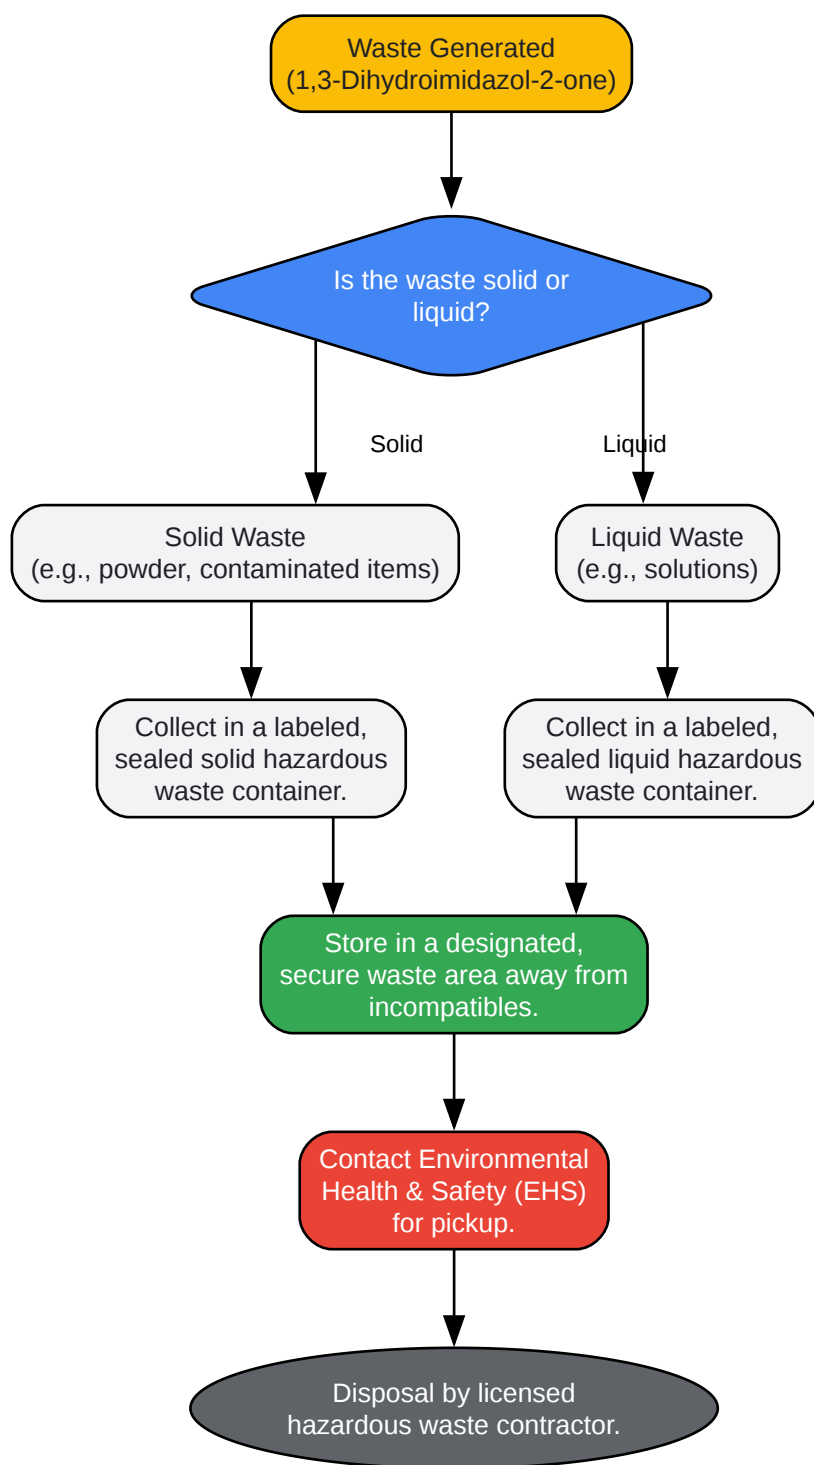 Waste Generated
(1,3-Dihydroimidazol-2-one)
Is the waste solid or
liquid?
Solid
Liquid
Solid Waste
(e.g., powder, contaminated items)
Liquid Waste
(e.g., solutions)
Collect in a labeled,
sealed solid hazardous
waste container.
Collect in a labeled,
sealed liquid hazardous
waste container.
Store in a designated,
secure waste area away from
incompatibles.
Contact Environmental
Health & Safety (EHS)
for pickup.
Disposal by licensed
hazardous waste contractor.